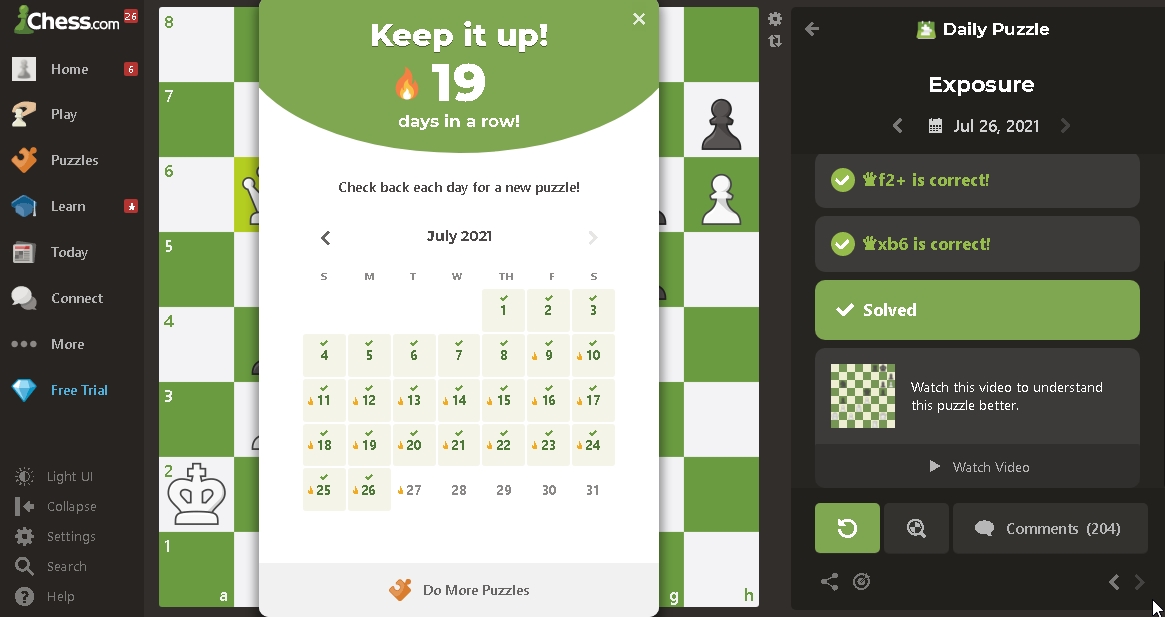 Chess.com 26
Home 6
Play
Puzzles
Learn
Today
Connect
More
Free Trial
Light UI
Collapse
Settings
Search
Help
8
7
6
5
4
3
2
1
a
g
h
Keep it up!
19
days in a row!
Check back each day for a new puzzle!
July 2021
S M T W TH F S
1 2 3
4 5 6 7 8 9 10
11 12 13 14 15 16 17
18 19 20 21 22 23 24
25 26 27 28 29 30 31
Do More Puzzles
Daily Puzzle
Exposure
Jul 26, 2021
♛f2+ is correct!
♛xb6 is correct!
Solved
Watch this video to understand
this puzzle better.
Watch Video
Comments (204)